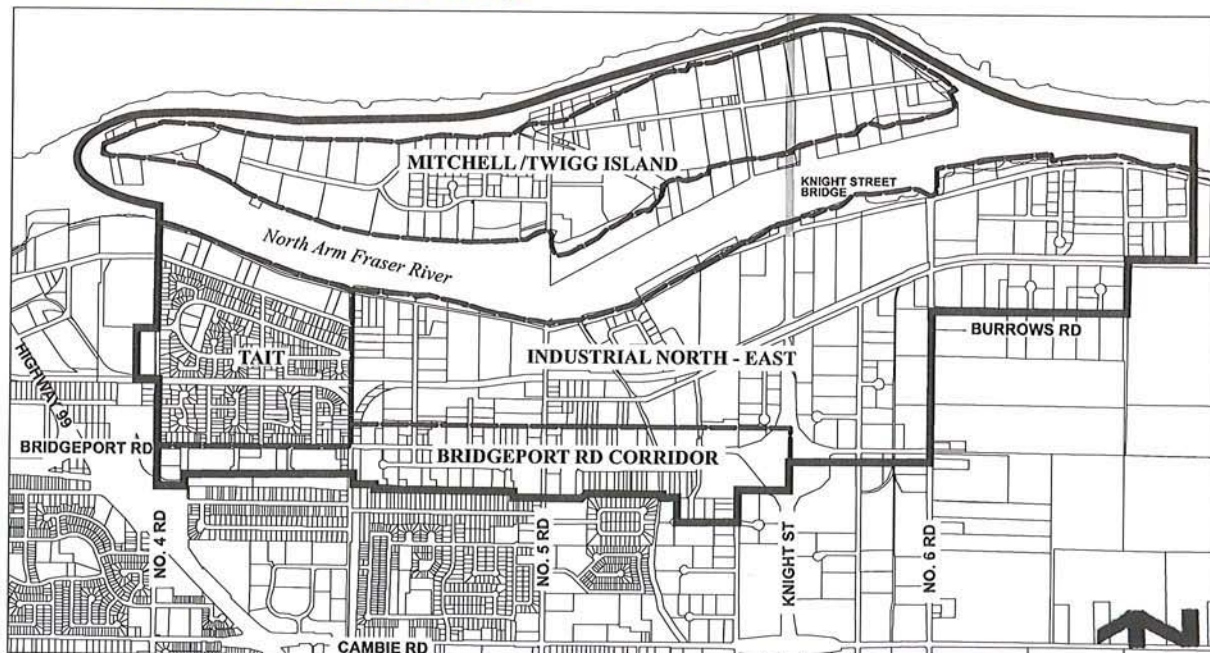 MITCHELL/TWIGG ISLAND
KNIGHT STREET
BRIDGE
North Arm Fraser River
BURROWS RD
TAIT
INDUSTRIAL NORTH - EAST
HIGHWAY 99
BRIDGEPORT RD
BRIDGEPORT RD CORRIDOR
NO. 4 RD
NO. 5 RD
KNIGHT ST
NO. 6 RD
CAMBIE RD